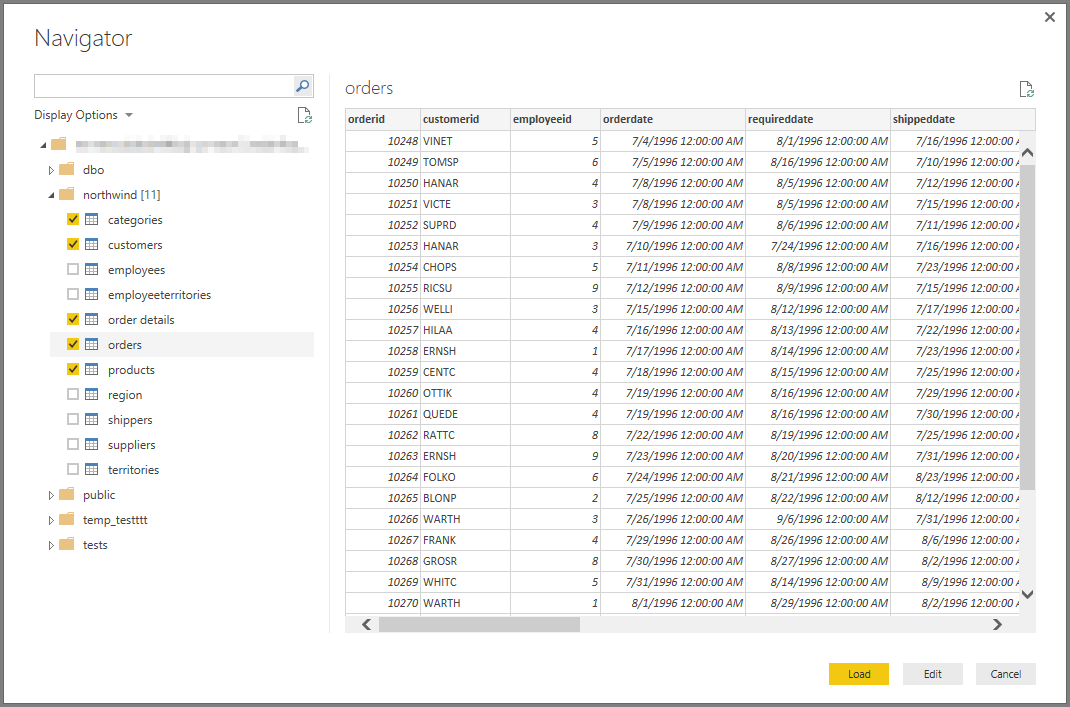 Navigator
Display Options
dbo
northwind [11]
categories
customers
employees
employeeterritories
order details
orders
products
region
shippers
suppliers
territories
public
temp_testttt
tests
orders
orderid customerid employeeid orderdate requireddate shippeddate
10248 VINET 5 7/4/1996 12:00:00 AM 8/1/1996 12:00:00 AM 7/16/1996 12:00:00 A
10249 TOMSP 6 7/5/1996 12:00:00 AM 8/16/1996 12:00:00 AM 7/10/1996 12:00:00 A
10250 HANAR 4 7/8/1996 12:00:00 AM 8/5/1996 12:00:00 AM 7/12/1996 12:00:00 A
10251 VICTE 3 7/8/1996 12:00:00 AM 8/5/1996 12:00:00 AM 7/15/1996 12:00:00 A
10252 SUPRD 4 7/9/1996 12:00:00 AM 8/6/1996 12:00:00 AM 7/11/1996 12:00:00 A
10253 HANAR 3 7/10/1996 12:00:00 AM 7/24/1996 12:00:00 AM 7/16/1996 12:00:00 A
10254 CHOPS 5 7/11/1996 12:00:00 AM 8/8/1996 12:00:00 AM 7/23/1996 12:00:00 A
10255 RICSU 9 7/12/1996 12:00:00 AM 8/9/1996 12:00:00 AM 7/15/1996 12:00:00 A
10256 WELLI 3 7/15/1996 12:00:00 AM 8/12/1996 12:00:00 AM 7/17/1996 12:00:00 A
10257 HILAA 4 7/16/1996 12:00:00 AM 8/13/1996 12:00:00 AM 7/22/1996 12:00:00 A
10258 ERNSH 1 7/17/1996 12:00:00 AM 8/14/1996 12:00:00 AM 7/23/1996 12:00:00 A
10259 CENTC 4 7/18/1996 12:00:00 AM 8/15/1996 12:00:00 AM 7/25/1996 12:00:00 A
10260 OTTIK 4 7/19/1996 12:00:00 AM 8/16/1996 12:00:00 AM 7/29/1996 12:00:00 A
10261 QUEDE 4 7/19/1996 12:00:00 AM 8/16/1996 12:00:00 AM 7/30/1996 12:00:00 A
10262 RATTC 8 7/22/1996 12:00:00 AM 8/19/1996 12:00:00 AM 7/25/1996 12:00:00 A
10263 ERNSH 9 7/23/1996 12:00:00 AM 8/20/1996 12:00:00 AM 7/31/1996 12:00:00 A
10264 FOLKO 6 7/24/1996 12:00:00 AM 8/21/1996 12:00:00 AM 8/23/1996 12:00:00 A
10265 BLONP 2 7/25/1996 12:00:00 AM 8/22/1996 12:00:00 AM 8/12/1996 12:00:00 A
10266 WARTH 3 7/26/1996 12:00:00 AM 9/6/1996 12:00:00 AM 7/31/1996 12:00:00 A
10267 FRANK 4 7/29/1996 12:00:00 AM 8/26/1996 12:00:00 AM 8/6/1996 12:00:00 A
10268 GROSR 8 7/30/1996 12:00:00 AM 8/27/1996 12:00:00 AM 8/2/1996 12:00:00 A
10269 WHITC 5 7/31/1996 12:00:00 AM 8/14/1996 12:00:00 AM 8/9/1996 12:00:00 A
10270 WARTH 1 8/1/1996 12:00:00 AM 8/29/1996 12:00:00 AM 8/2/1996 12:00:00 A
Load Edit Cancel